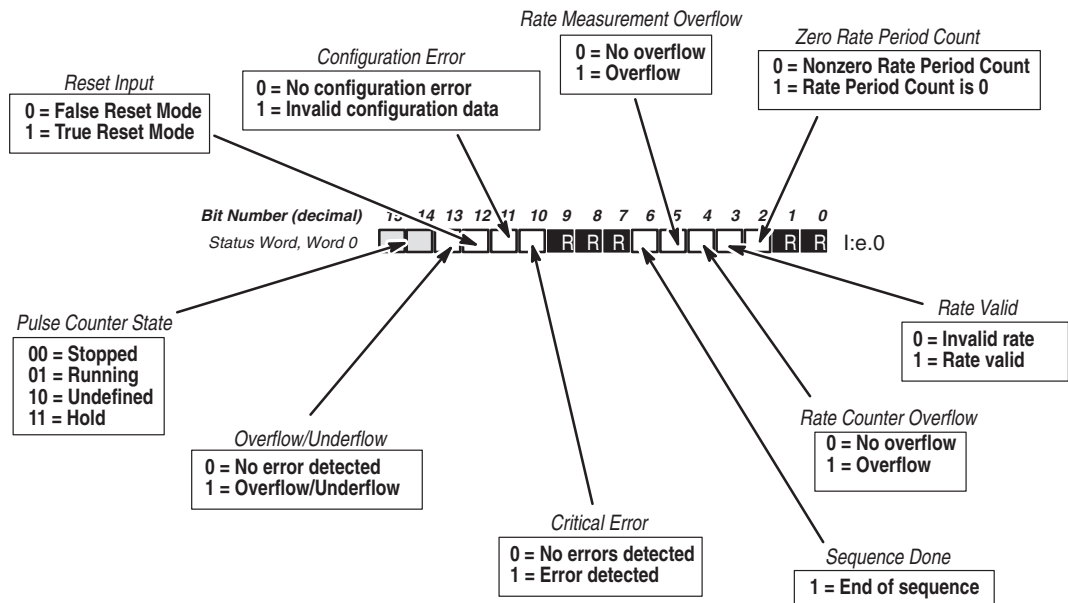 Rate Measurement Overflow
0 = No overflow
1 = Overflow
Zero Rate Period Count
0 = Nonzero Rate Period Count
1 = Rate Period Count is 0
Configuration Error
0 = No configuration error
1 = Invalid configuration data
Reset Input
0 = False Reset Mode
1 = True Reset Mode
Bit Number (decimal) 15 14 13 12 11 10 9 8 7 6 5 4 3 2 1 0
Status Word, Word 0 R R R R R I:e.0
Pulse Counter State
00 = Stopped
01 = Running
10 = Undefined
11 = Hold
Rate Valid
0 = Invalid rate
1 = Rate valid
Overflow/Underflow
0 = No error detected
1 = Overflow/Underflow
Rate Counter Overflow
0 = No overflow
1 = Overflow
Critical Error
0 = No errors detected
1 = Error detected
Sequence Done
1 = End of sequence